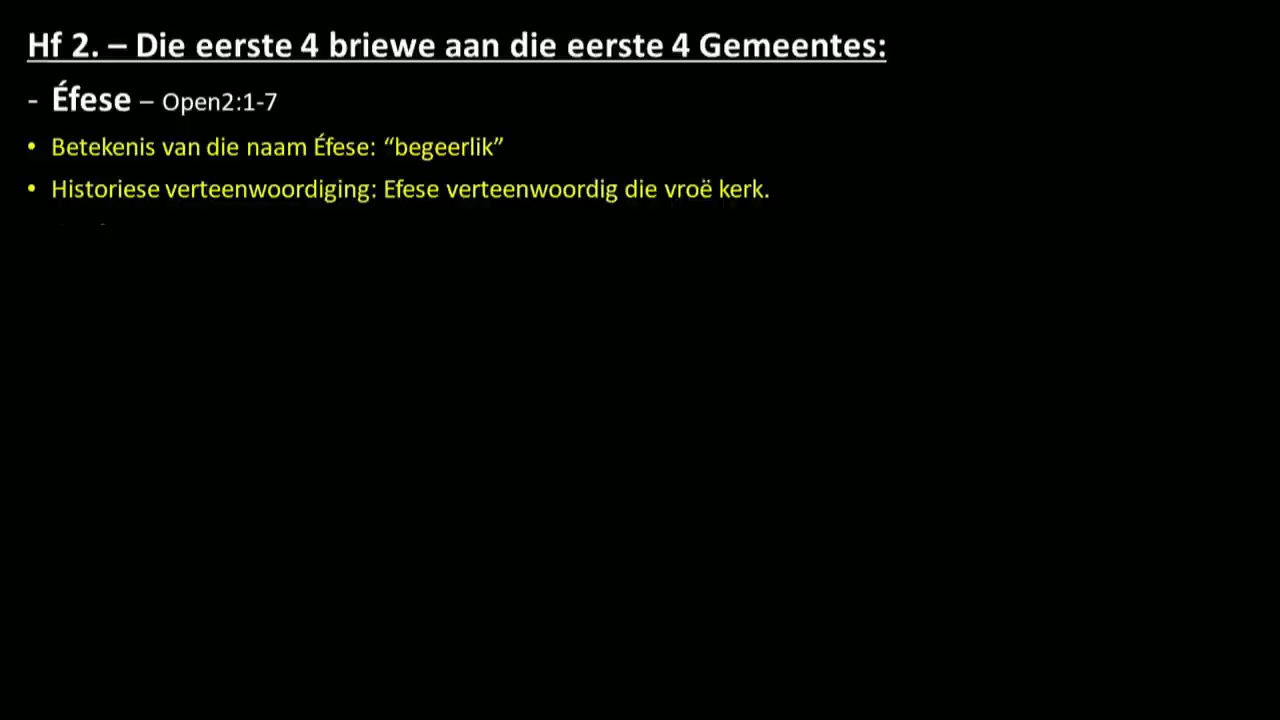 Hf 2. – Die eerste 4 briewe aan die eerste 4 Gemeentes:
- Éfese – Open2:1-7
• Betekenis van die naam Éfese: “begeerlik”
• Historiese verteenwoordiging: Efese verteenwoordig die vroë kerk.